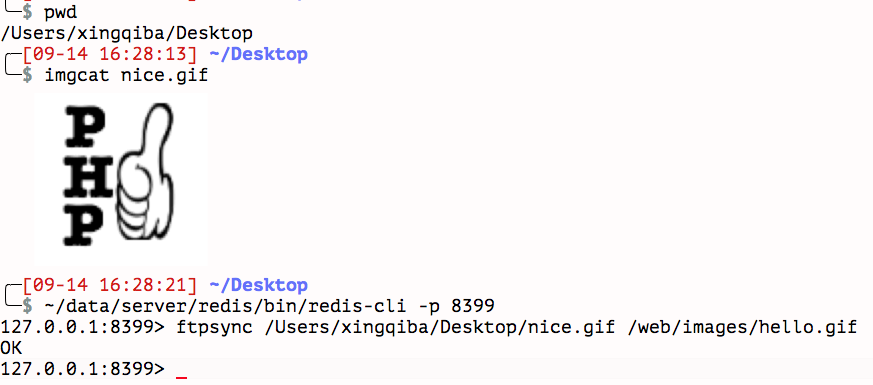 $ pwd
/Users/xingqiba/Desktop
[09-14 16:28:13] ~/Desktop
$ imgcat nice.gif
P
H
P
[09-14 16:28:21] ~/Desktop
$ ~/data/server/redis/bin/redis-cli -p 8399
127.0.0.1:8399> ftpsync /Users/xingqiba/Desktop/nice.gif /web/images/hello.gif
OK
127.0.0.1:8399> _